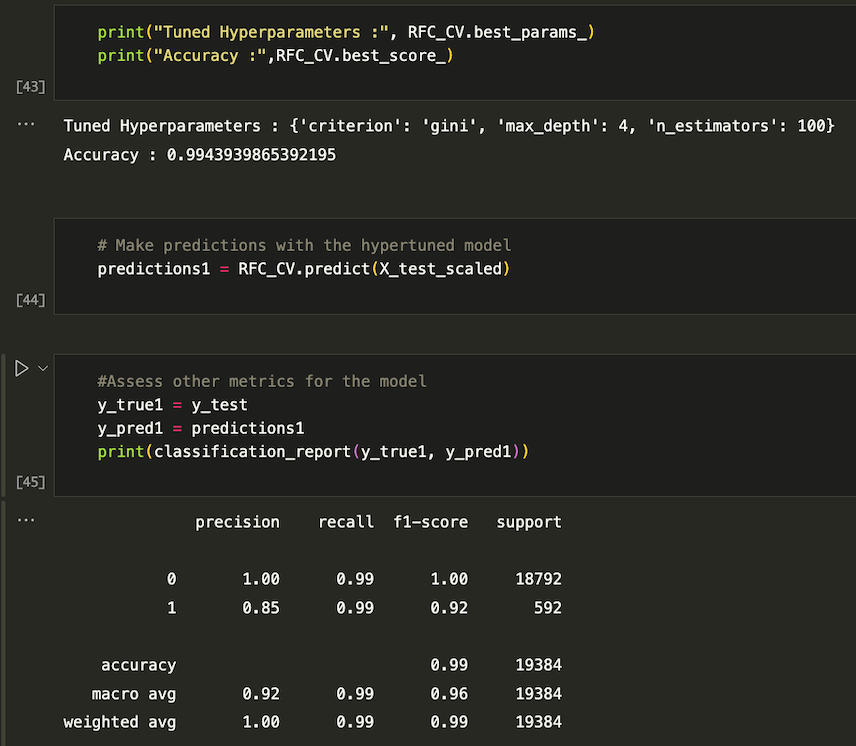 print("Tuned Hyperparameters :", RFC_CV.best_params_)
print("Accuracy :",RFC_CV.best_score_)
[43]
...
Tuned Hyperparameters : {'criterion': 'gini', 'max_depth': 4, 'n_estimators': 100}
Accuracy : 0.9943939865392195
# Make predictions with the hypertuned model
predictions1 = RFC_CV.predict(X_test_scaled)
[44]
#Assess other metrics for the model
y_true1 = y_test
y_pred1 = predictions1
print(classification_report(y_true1, y_pred1))
[45]
...
precision recall f1-score support
0 1.00 0.99 1.00 18792
1 0.85 0.99 0.92 592
accuracy 0.99 19384
macro avg 0.92 0.99 0.96 19384
weighted avg 1.00 0.99 0.99 19384